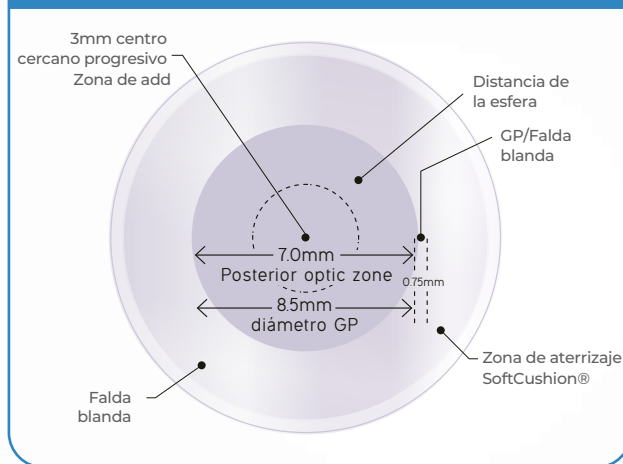 3mm centro
cercano progresivo
Zona de add
Distancia de
la esfera
GP/Falda
blanda
7.0mm
Posterior optic zone
0.75mm
8.5mm
diámetro GP
Zona de aterrizaje
SoftCushion®
Falda
blanda